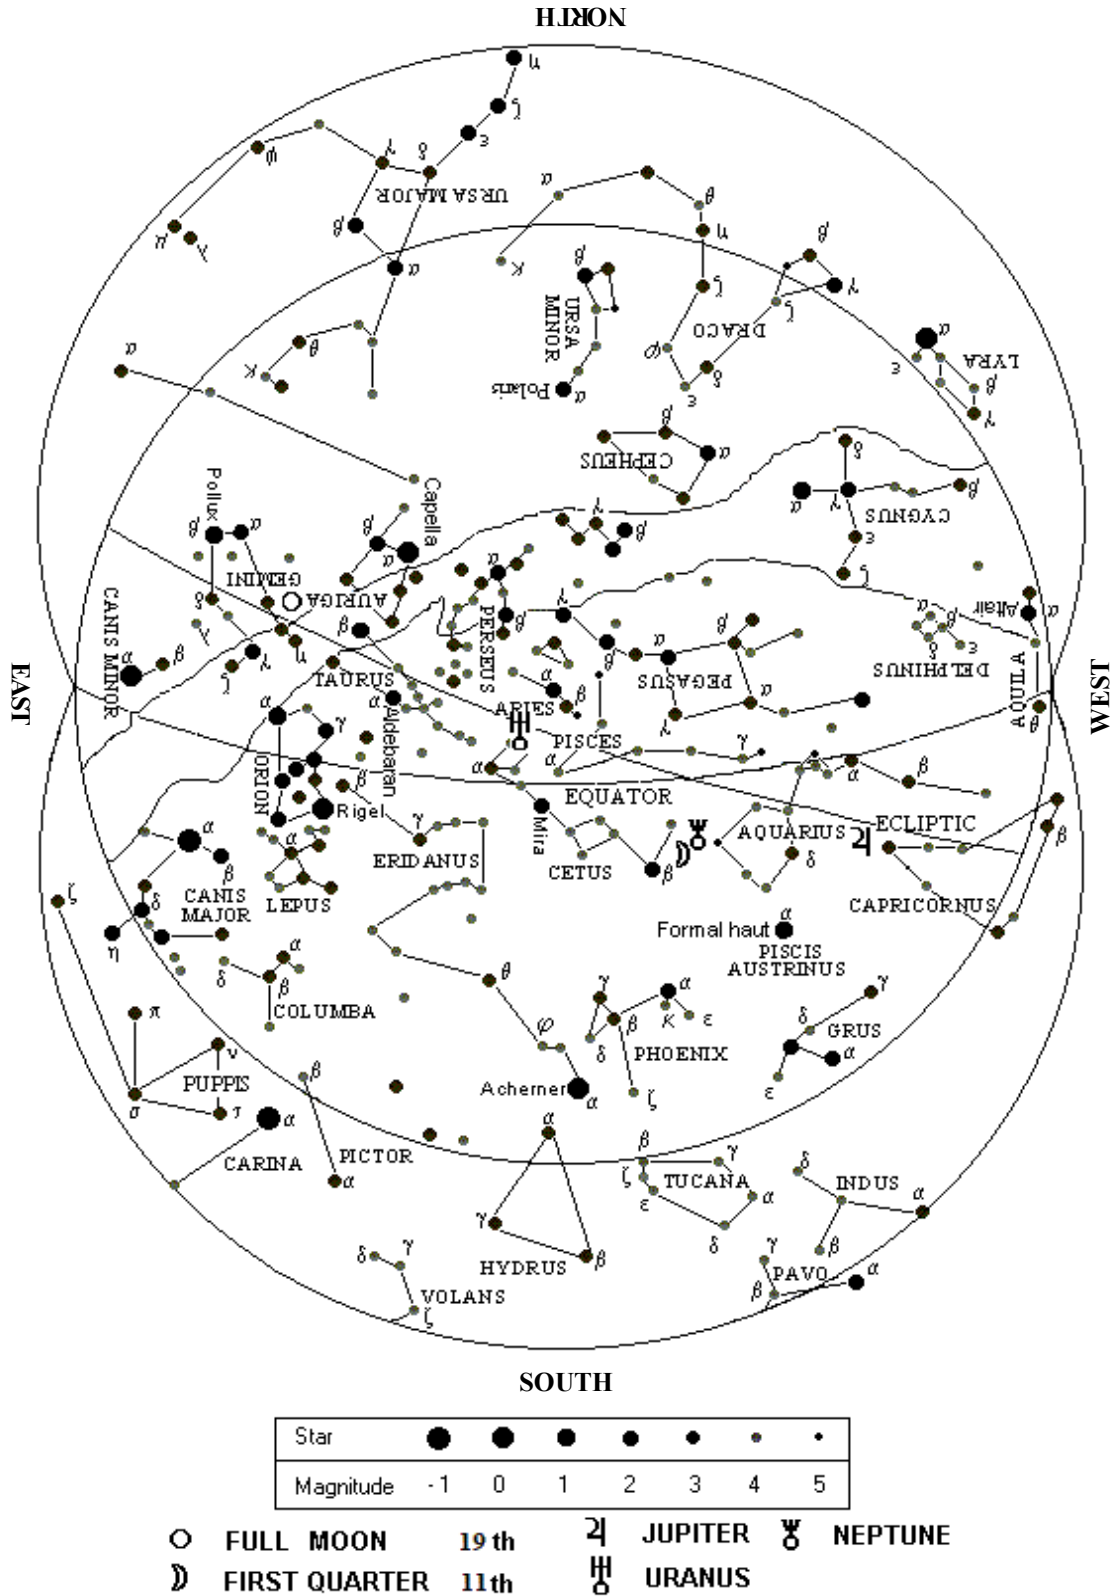 NORTH
η
ζ
ε
φ
γ
δ
URSA MAJOR
α
θ
μ
λ
β
η
β
α
κ
β
ζ
γ
URSA MINOR
DRACO
ζ
α
θ
κ
φ
δ
ε
α
LYRA
ε
β
γ
Polaris
α
β
CEPHEUS
α
δ
Pollux
β
α
Capella
β
α
γ
β
α
γ
β
CYGNUS
ε
ζ
GEMINI
AURIGA
α
PERSEUS
β
γ
β
α
β
PEGASUS
α
β
δ
ε
DELPHINUS
Altair
α
CANIS MINOR
α
β
δ
λ
ζ
γ
η
β
TAURUS
Aldebaran
α
β
ARIES
γ
α
AQUILA
θ
EAST
WEST
α
γ
ORION
Rigel
β
α
PISCES
γ
α
EQUATOR
α
β
Mira
CETUS
β
AQUARIUS
δ
ECLIPTIC
β
CAPRICORNUS
γ
ERIDANUS
α
LEPUS
α
β
CANIS MAJOR
δ
η
ζ
Formal haut
α
PISCIS AUSTRINUS
δ
α
β
COLUMBA
θ
φ
γ
α
β
κ
ε
δ
PHOENIX
ζ
γ
δ
GRUS
α
ε
π
ν
PUPPIS
σ
τ
β
α
CARINA
PICTOR
α
Acherner
α
α
γ
HYDRUS
β
β
γ
ζ
TUCANA
ε
α
δ
δ
INDUS
α
β
γ
PAVO
α
β
δ
γ
VOLANS
ζ
SOUTH
Star
Magnitude -1 0 1 2 3 4 5
FULL MOON 19 th JUPITER NEPTUNE
FIRST QUARTER 11th URANUS